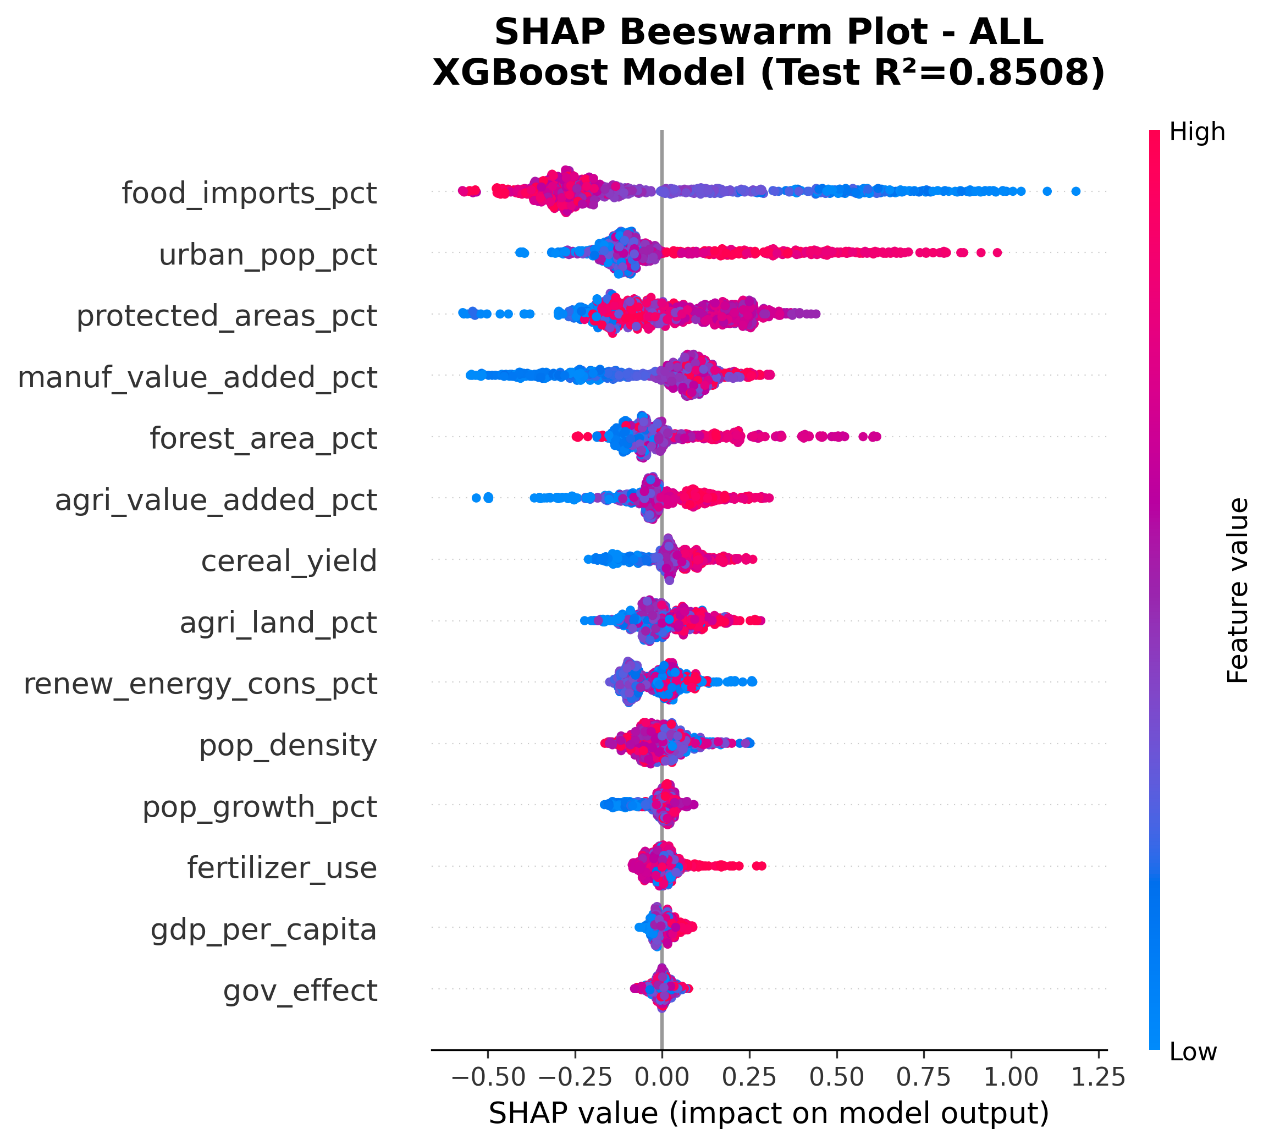 SHAP Beeswarm Plot - ALL
XGBoost Model (Test R²=0.8508)
High
food_imports_pct
urban_pop_pct
protected_areas_pct
manuf_value_added_pct
forest_area_pct
agri_value_added_pct
cereal_yield
agri_land_pct
renew_energy_cons_pct
pop_density
pop_growth_pct
fertilizer_use
gdp_per_capita
gov_effect
Feature value
Low
−0.50 −0.25 0.00 0.25 0.50 0.75 1.00 1.25
SHAP value (impact on model output)